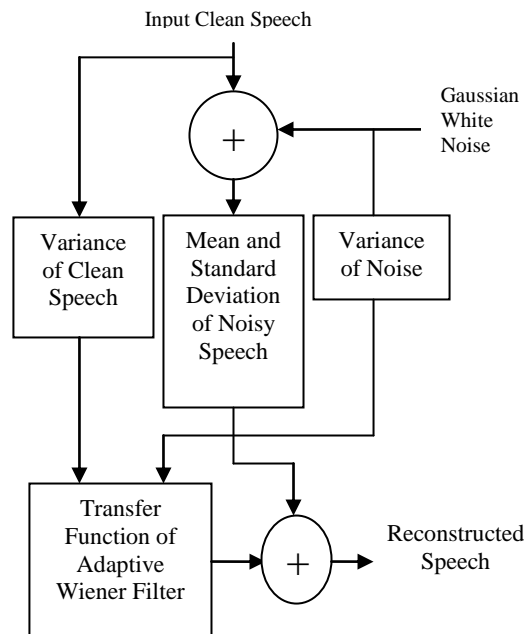 Input Clean Speech
Gaussian
White
Noise
+
Variance
of Clean
Speech
Mean and
Standard
Deviation
of Noisy
Speech
Variance
of Noise
Transfer
Function of
Adaptive
Wiener Filter
+
Reconstructed
Speech